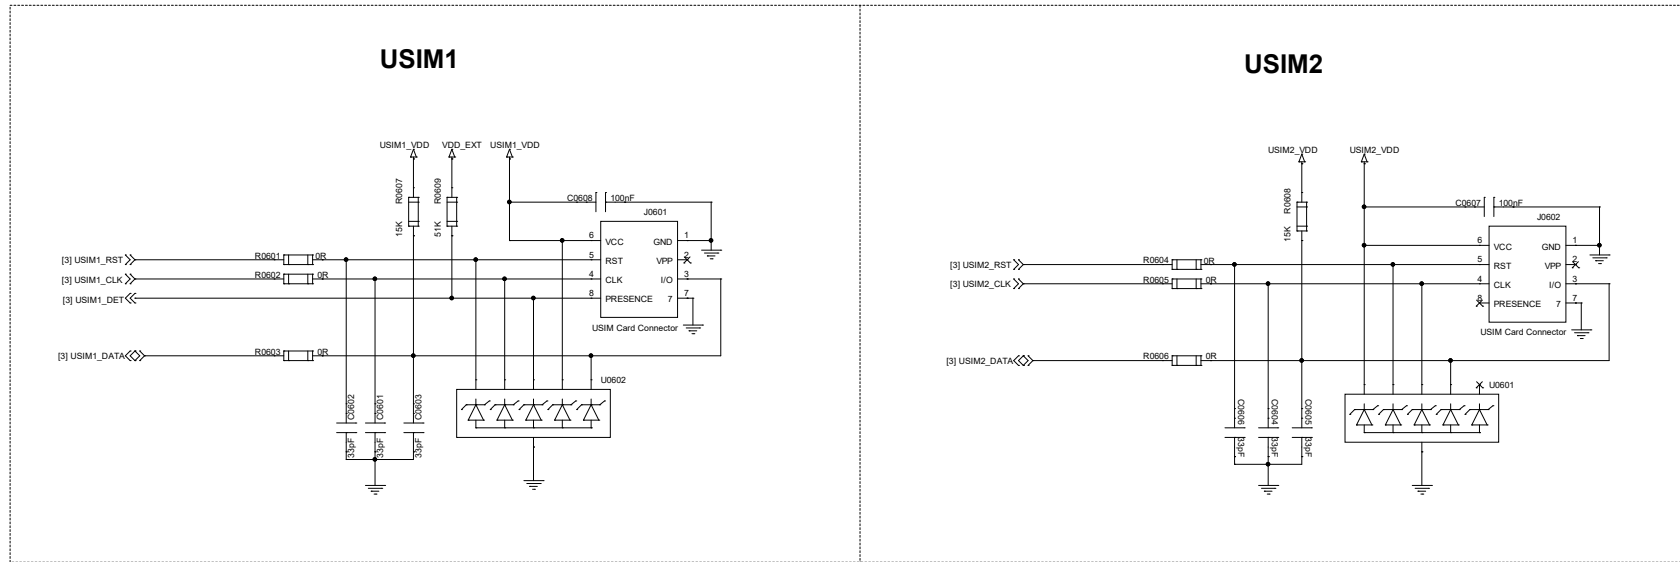 USIM1
USIM1_VDD VDD_EXT USIM1_VDD
R0607 15K
R0609 51K
C0608 100nF
J0601
6 VCC GND 1
[3] USIM1_RST R0601 0R 5 RST VPP 2
[3] USIM1_CLK R0602 0R 4 CLK I/O 3
[3] USIM1_DET 8 PRESENCE 7 7
USIM Card Connector
[3] USIM1_DATA R0603 0R
U0602
C0602 33pF
C0601 33pF
C0603 33pF
USIM2
USIM2_VDD USIM2_VDD
R0608 15K
C0607 100nF
J0602
6 VCC GND 1
[3] USIM2_RST R0604 0R 5 RST VPP 2
[3] USIM2_CLK R0605 0R 4 CLK I/O 3
8 PRESENCE 7 7
USIM Card Connector
[3] USIM2_DATA R0606 0R
U0601
C0606 33pF
C0604 33pF
C0605 33pF